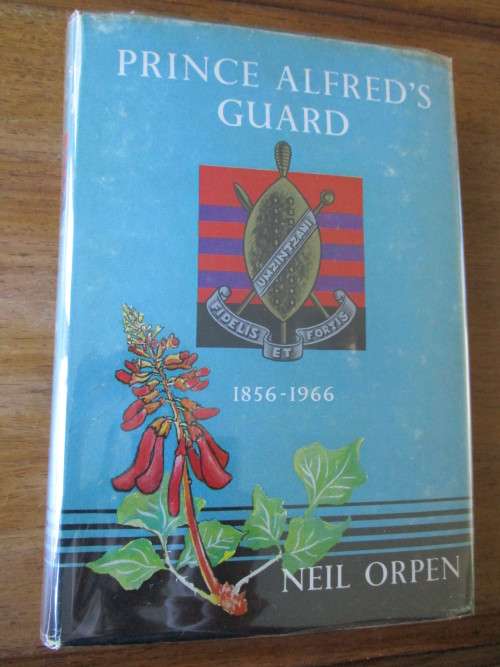 PRINCE ALFRED'S
GUARD
UMZINTZANI
FIDELIS ET FORTIS
1856-1966
NEIL ORPEN